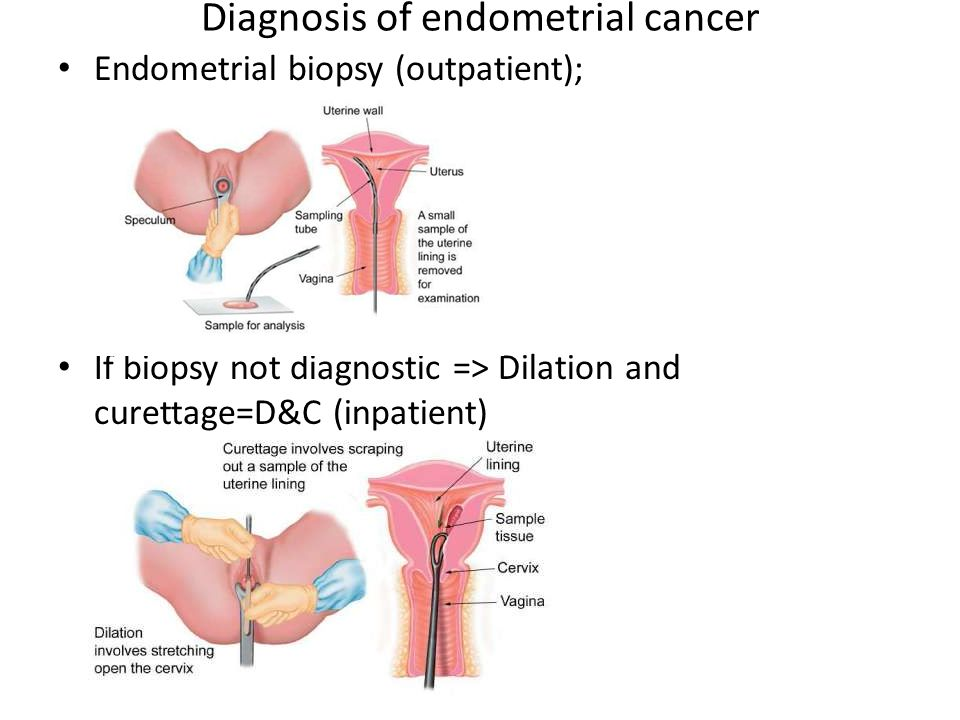 Diagnosis of endometrial cancer
• Endometrial biopsy (outpatient);
Uterine wall
Uterus
Speculum
Sampling
tube
A small
sample of
the uterine
lining is
removed
for
examination
Vagina
Sample for analysis
• If biopsy not diagnostic => Dilation and
curettage=D&C (inpatient)
Curettage involves scraping
out a sample of the
uterine lining
Uterine
lining
Sample
tissue
Cervix
Vagina
Dilation
involves stretching
open the cervix